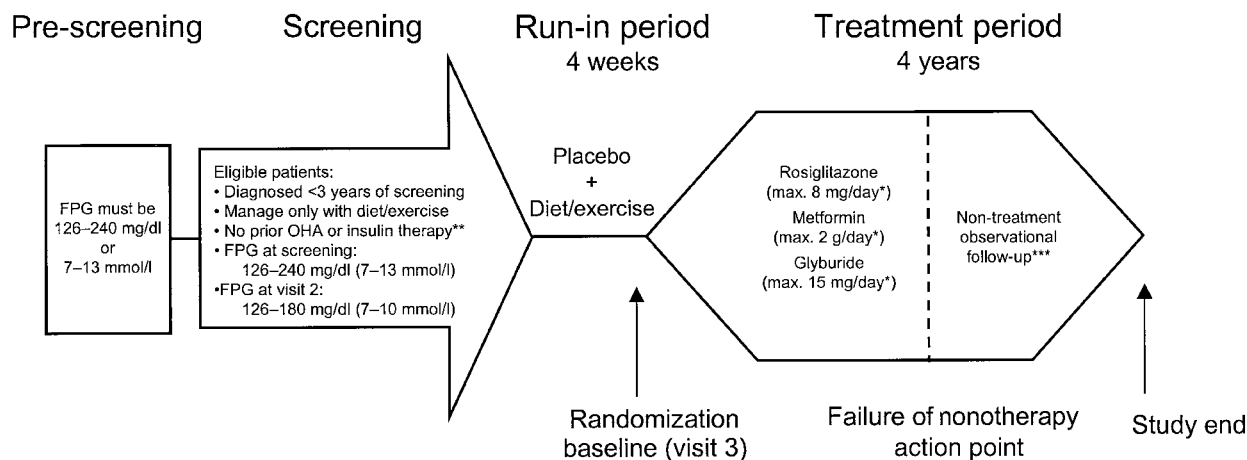 Pre-screening
Screening
Run-in period
4 weeks
Treatment period
4 years
FPG must be
126–240 mg/dl
or
7–13 mmol/l
Eligible patients:
• Diagnosed <3 years of screening
• Manage only with diet/exercise
• No prior OHA or insulin therapy**
• FPG at screening:
126–240 mg/dl (7–13 mmol/l)
•FPG at visit 2:
126–180 mg/dl (7–10 mmol/l)
Placebo
+
Diet/exercise
Rosiglitazone
(max. 8 mg/day*)
Metformin
(max. 2 g/day*)
Glyburide
(max. 15 mg/day*)
Non-treatment
observational
follow-up***
Randomization
baseline (visit 3)
Failure of nonotherapy
action point
Study end